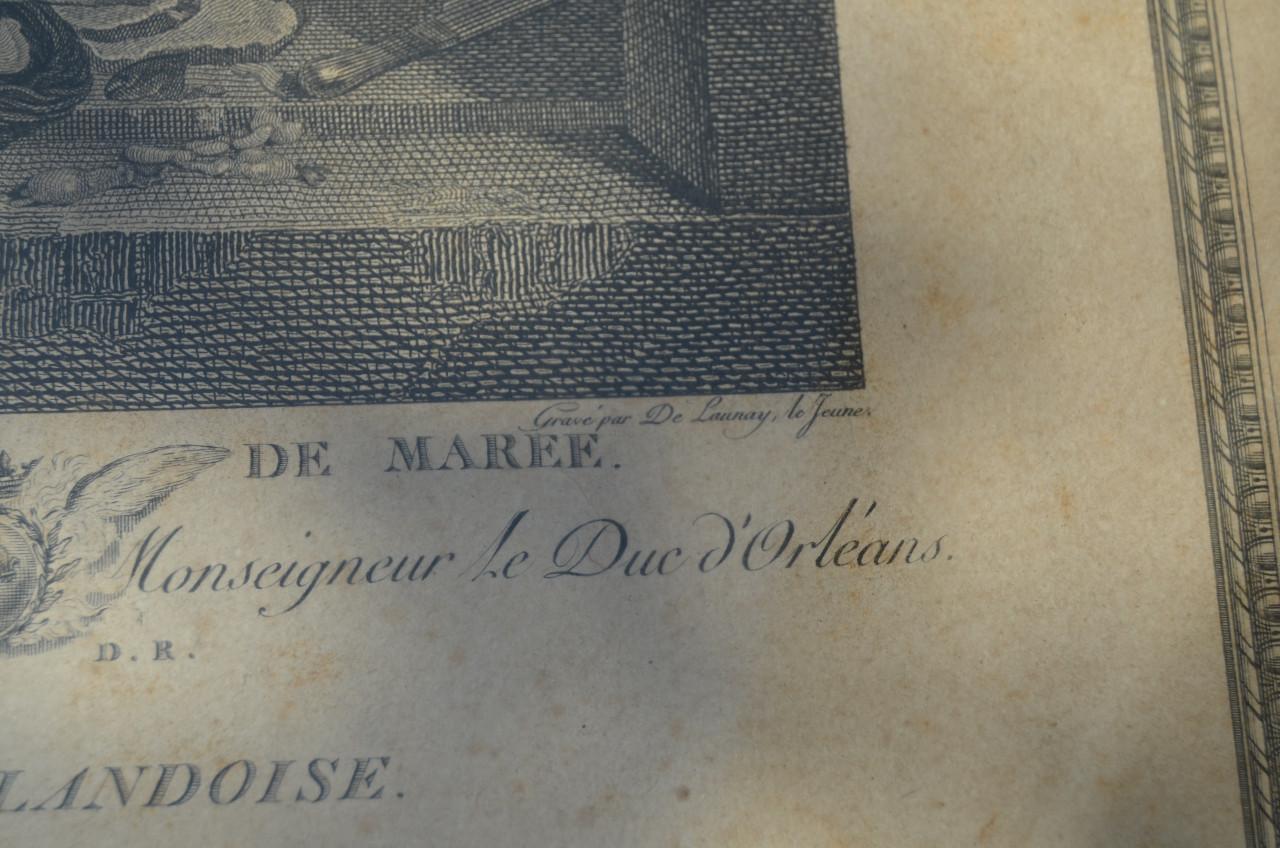 Gravé par De Launay, le Jeune.
DE MARÉE.
Monseigneur le Duc d'Orléans.
D. R.
LANDOISE.